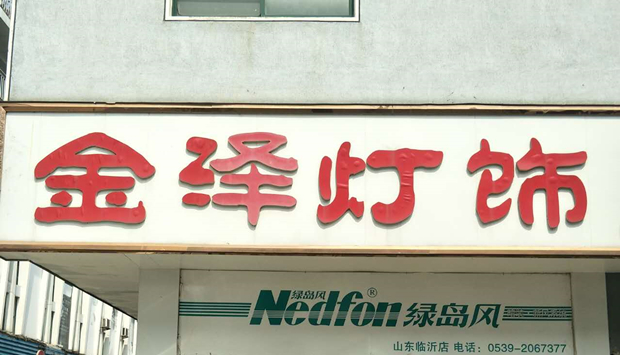 金泽灯饰
绿岛风
Nedfon® 绿岛风
山东临沂店 电话：0539-2067377